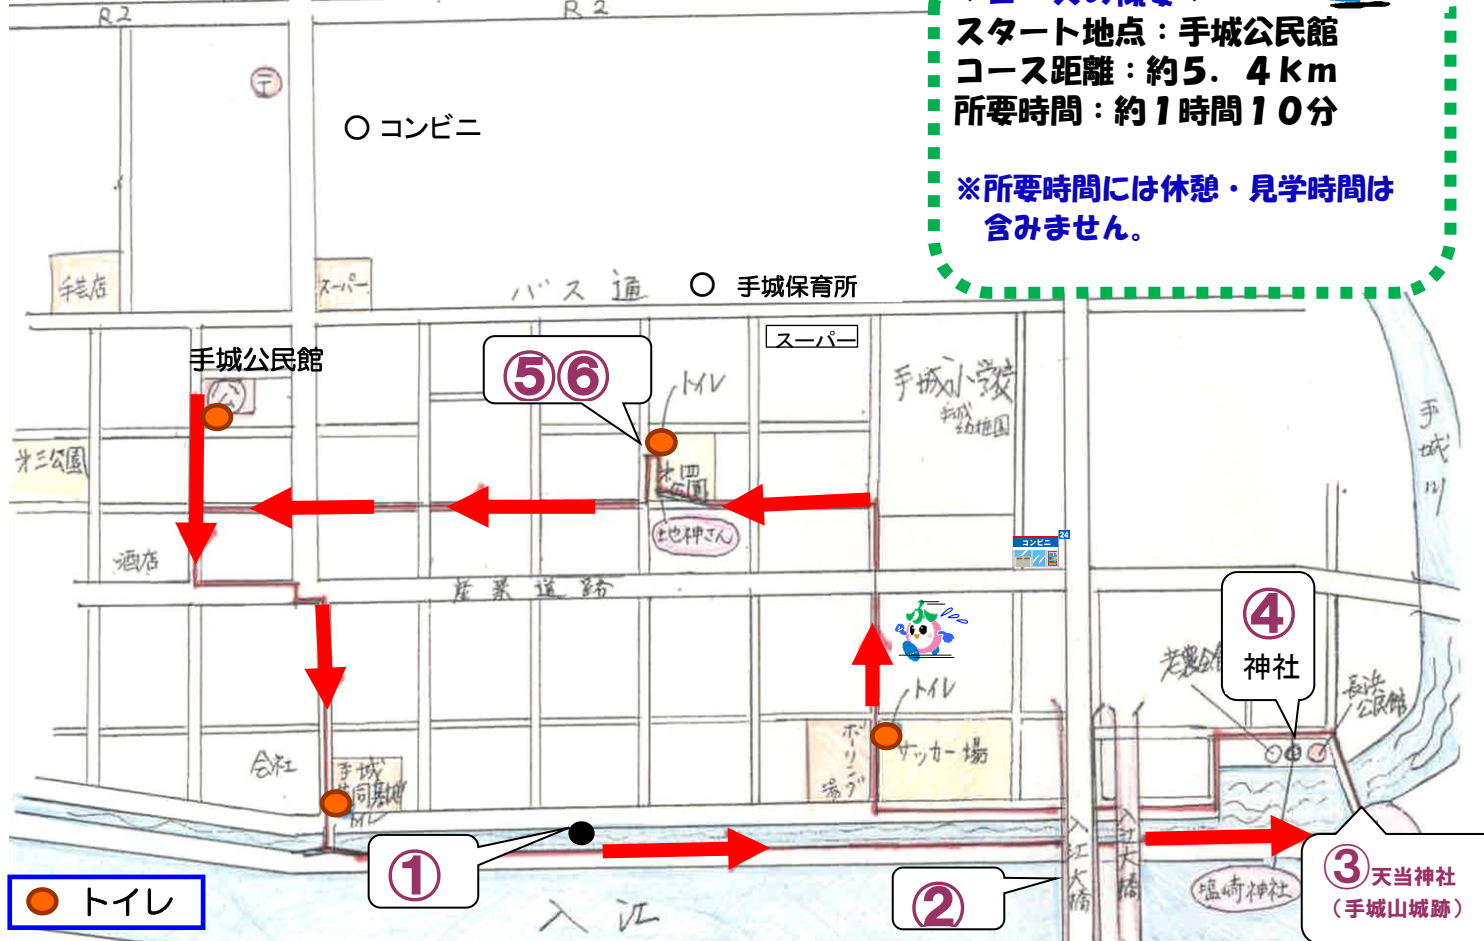 R2
R2
〒
コンビニ
スタート地点：手城公民館
コース距離：約5．4km
所要時間：約1時間10分
※所要時間には休憩・見学時間は
含みません。
手芸店
スーパー
バス通
手城保育所
スーパー
手城公民館
⑤⑥
トイレ
手城小学校
手城
幼稚園
手城川
第三公園
第四
公園
地神さん
酒店
コンビニ
24
産業道路
④
神社
長浜
公民館
トイレ
ボーリング
場
サッカー場
会社
手城
共同墓地
トイレ
①
②
入江大橋
入江大橋
塩崎神社
③天当神社
（手城山城跡）
トイレ
入江